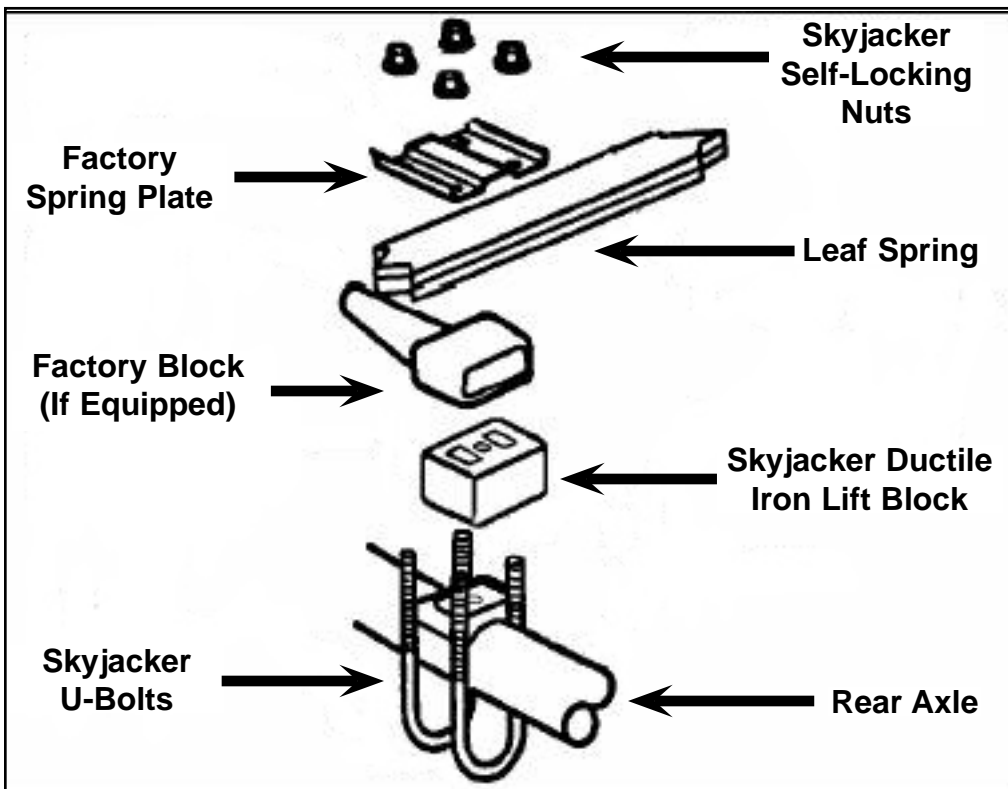 Skyjacker
Self-Locking
Nuts
Factory
Spring Plate
Leaf Spring
Factory Block
(If Equipped)
Skyjacker Ductile
Iron Lift Block
Skyjacker
U-Bolts
Rear Axle